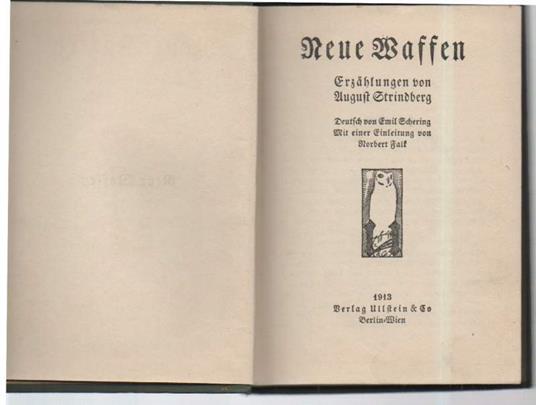 Neue Waffen
Erzählungen von
August Strindberg
Deutsch von Emil Schering
Mit einer Einleitung von
Norbert Falk
1913
Verlag Ullstein & Co
Berlin-Wien